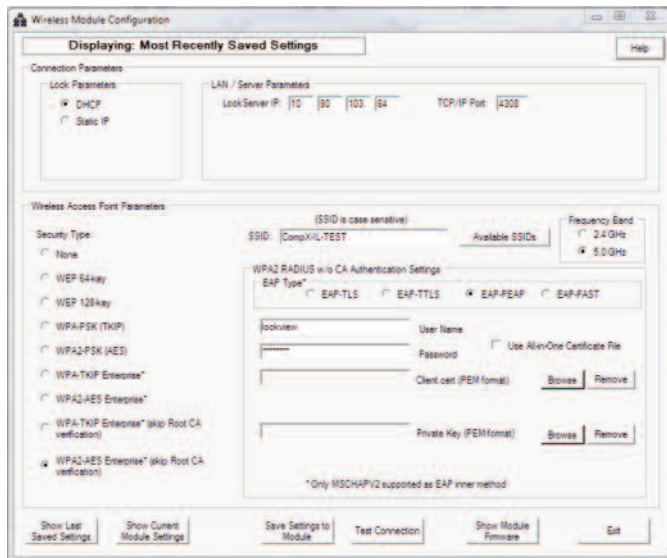 Wireless Module Configuration
Displaying: Most Recently Saved Settings
Help
Connection Parameters
Lock Parameters
DHCP
Static IP
LAN / Server Parameters
LockServer IP: 10 90 103 64
TCP/IP Port: 4308
Wireless Access Point Parameters
Security Type:
None
WEP 64-key
WEP 128-key
WPA-PSK (TKIP)
WPA2-PSK (AES)
WPA-TKIP Enterprise*
WPA2-AES Enterprise*
WPA-TKIP Enterprise* (skip Root CA
verification)
WPA2-AES Enterprise* (skip Root CA
verification)
(SSID is case sensitive)
SSID: CompX-IL-TEST
Available SSIDs
Frequency Band
2.4 GHz
5.0 GHz
WPA2 RADIUS w/o CA Authentication Settings
EAP Type*
EAP-TLS EAP-TTLS EAP-PEAP EAP-FAST
lockview User Name
******** Password
Use All-in-One Certificate File
Client cert (PEM format) Browse Remove
Private Key (PEM format) Browse Remove
*Only MSCHAPV2 supported as EAP inner method
Show Last
Saved Settings
Show Current
Module Settings
Save Settings to
Module
Test Connection
Show Module
Firmware
Exit